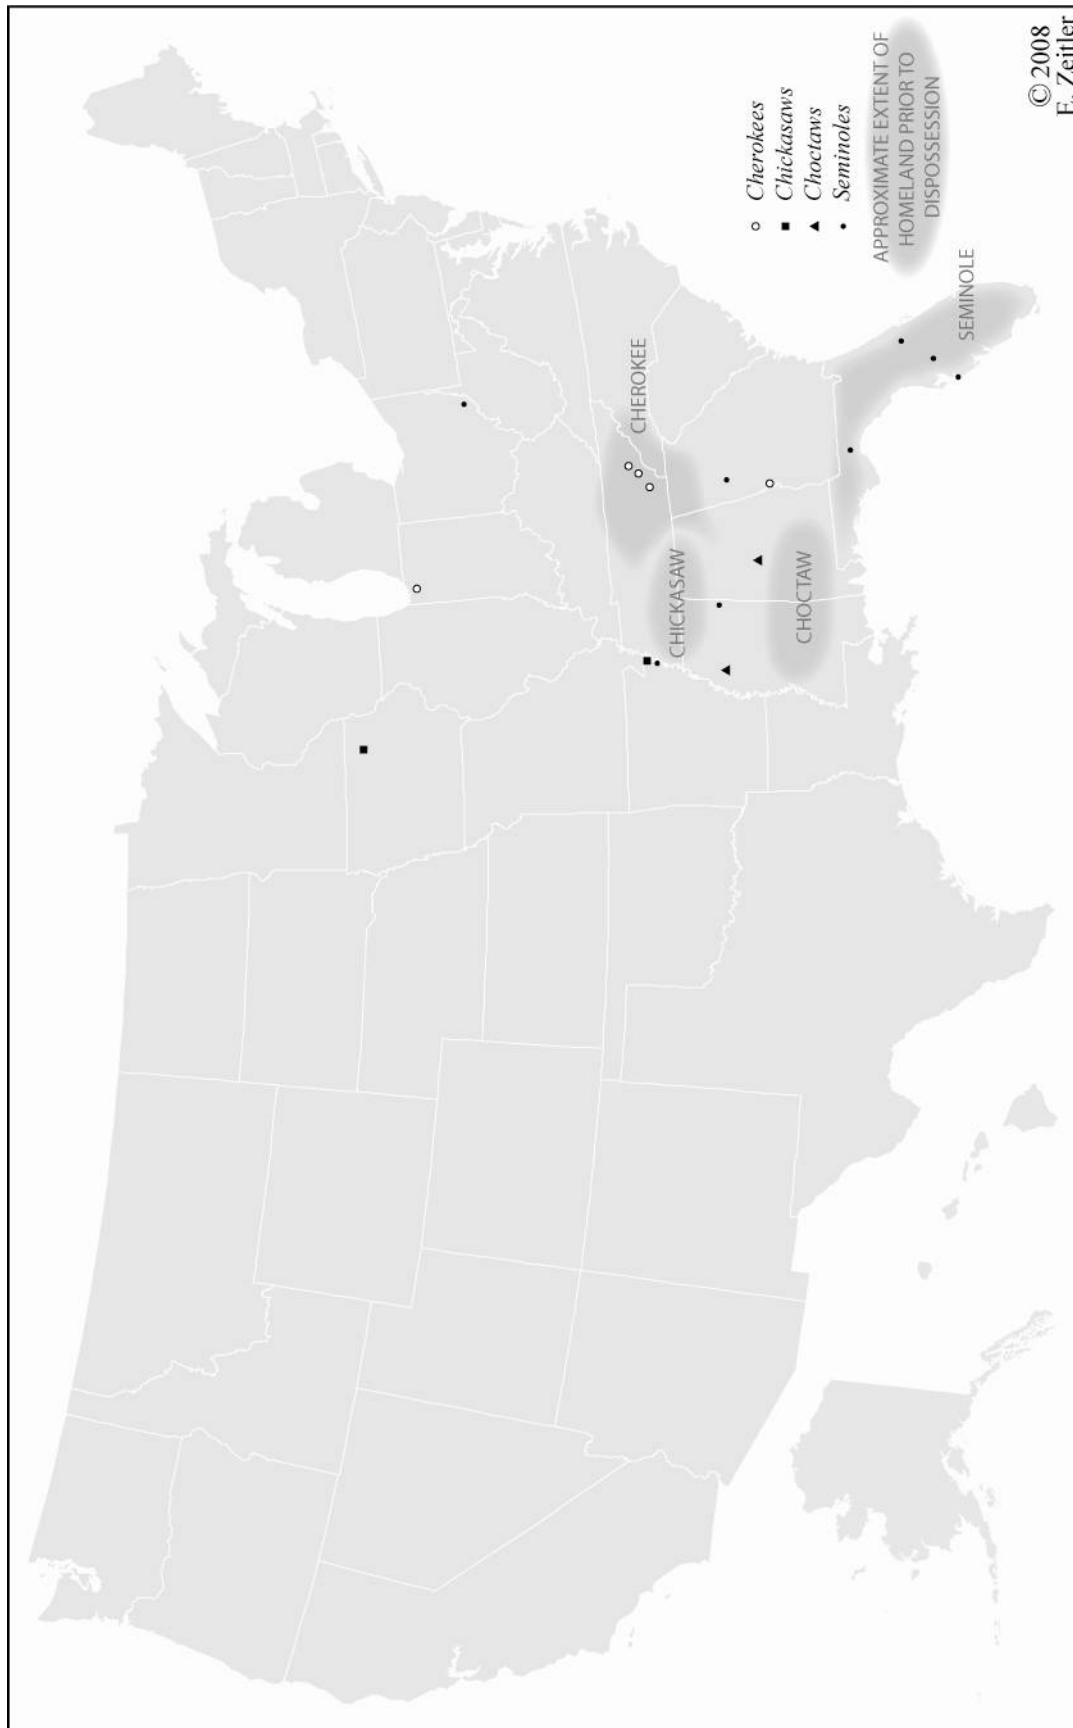 CHEROKEE
CHICKASAW
CHOCTAW
SEMINOLE
Cherokees
Chickasaws
Choctaws
Seminoles
APPROXIMATE EXTENT OF
HOMELAND PRIOR TO
DISPOSSESSION
© 2008
E. Zeitler